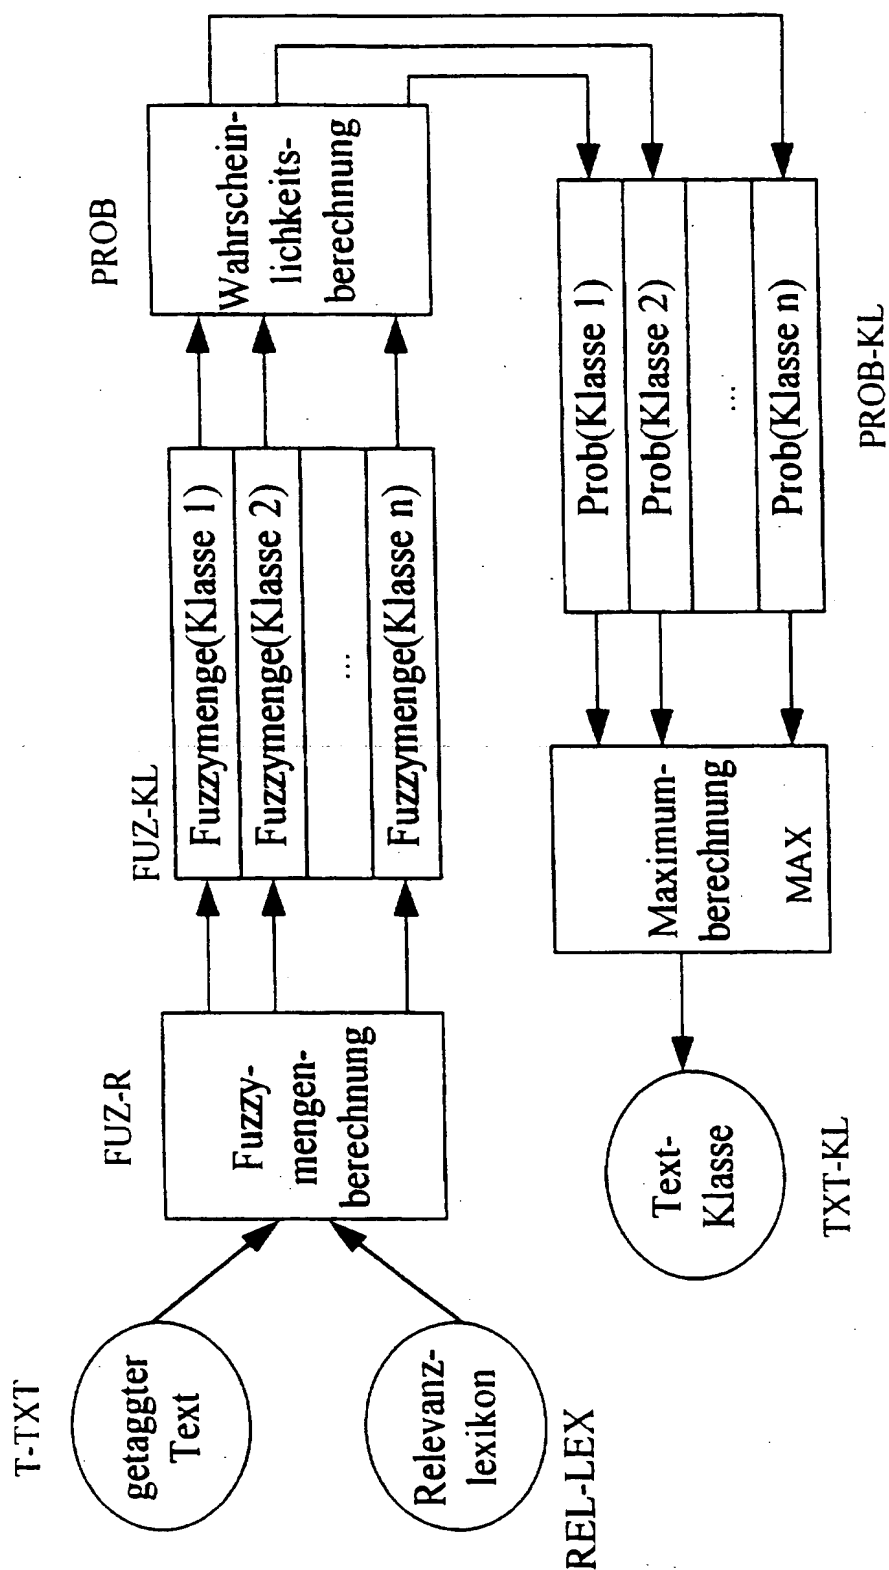 T-TXT
getaggter
Text
Relevanz-
lexikon
REL-LEX
FUZ-R
Fuzzy-
mengen-
berechnung
FUZ-KL
Fuzzymenge(Klasse 1)
Fuzzymenge(Klasse 2)
...
Fuzzymenge(Klasse n)
PROB
Wahrschein-
lichkeits-
berechnung
Prob(Klasse 1)
Prob(Klasse 2)
...
Prob(Klasse n)
PROB-KL
Maximum-
berechnung
MAX
Text-
Klasse
TXT-KL